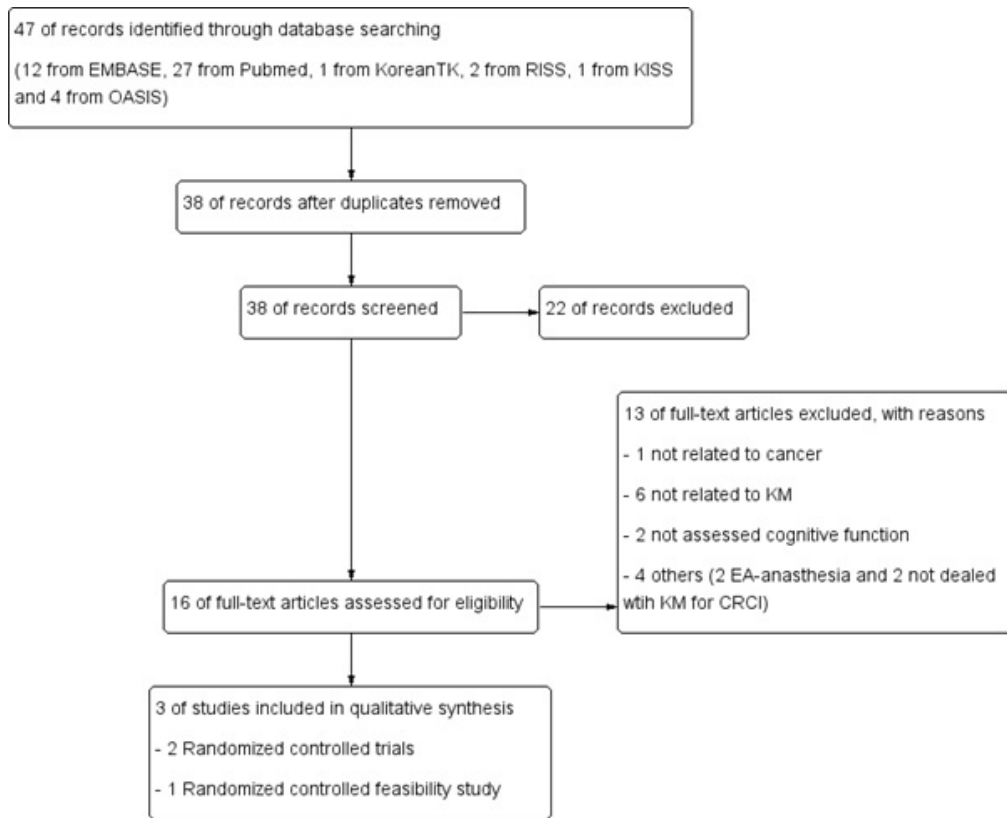 47 of records identified through database searching
(12 from EMBASE, 27 from Pubmed, 1 from KoreanTK, 2 from RISS, 1 from KISS
and 4 from OASIS)
38 of records after duplicates removed
38 of records screened
22 of records excluded
13 of full-text articles excluded, with reasons
- 1 not related to cancer
- 6 not related to KM
- 2 not assessed cognitive function
- 4 others (2 EA-anasthesia and 2 not dealed
wtih KM for CRCI)
16 of full-text articles assessed for eligibility
3 of studies included in qualitative synthesis
- 2 Randomized controlled trials
- 1 Randomized controlled feasibility study